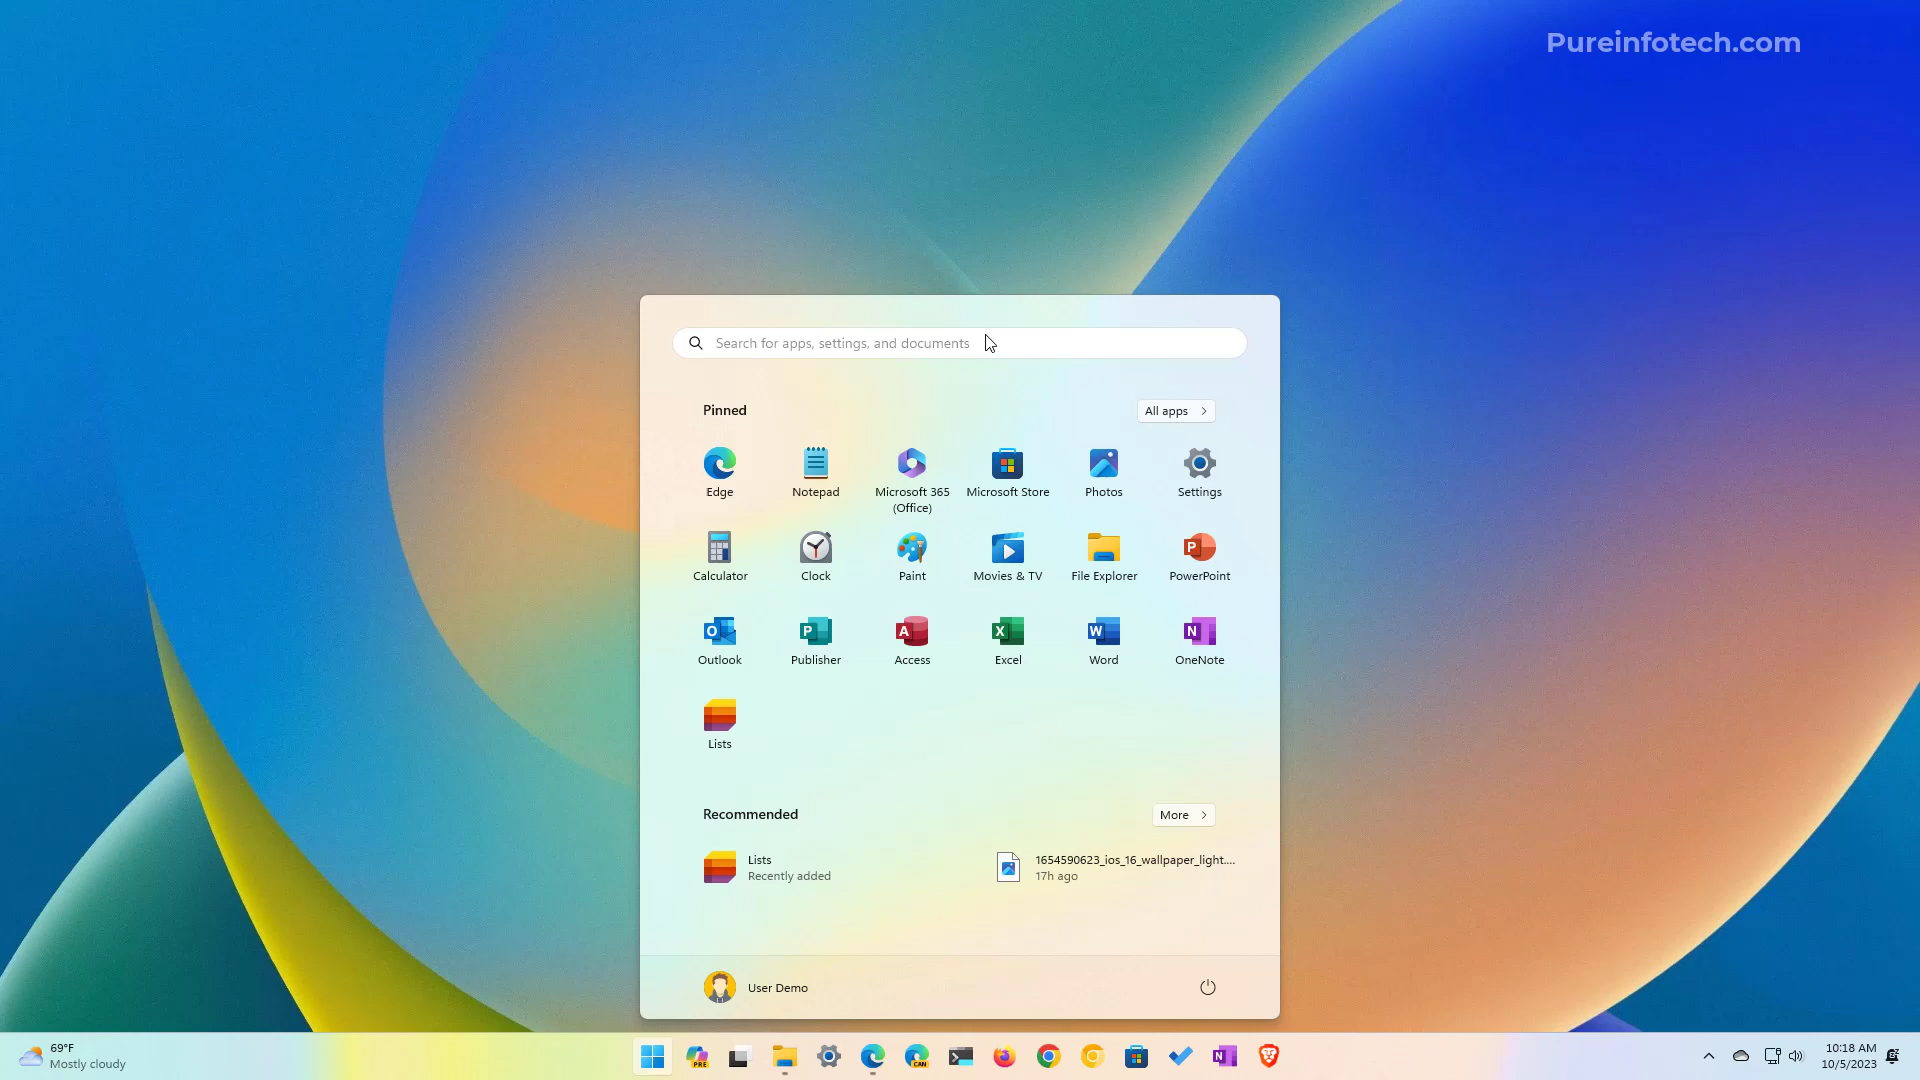 Pureinfotech.com
Search for apps, settings, and documents
Pinned
All apps
Edge
Notepad
Microsoft 365
(Office)
Microsoft Store
Photos
Settings
Calculator
Clock
Paint
Movies & TV
File Explorer
PowerPoint
Outlook
Publisher
Access
Excel
Word
OneNote
Lists
Recommended
More
Lists
Recently added
1654590623_ios_16_wallpaper_light....
17h ago
User Demo
69°F
Mostly cloudy
PRE
CAN
10:18 AM
10/5/2023